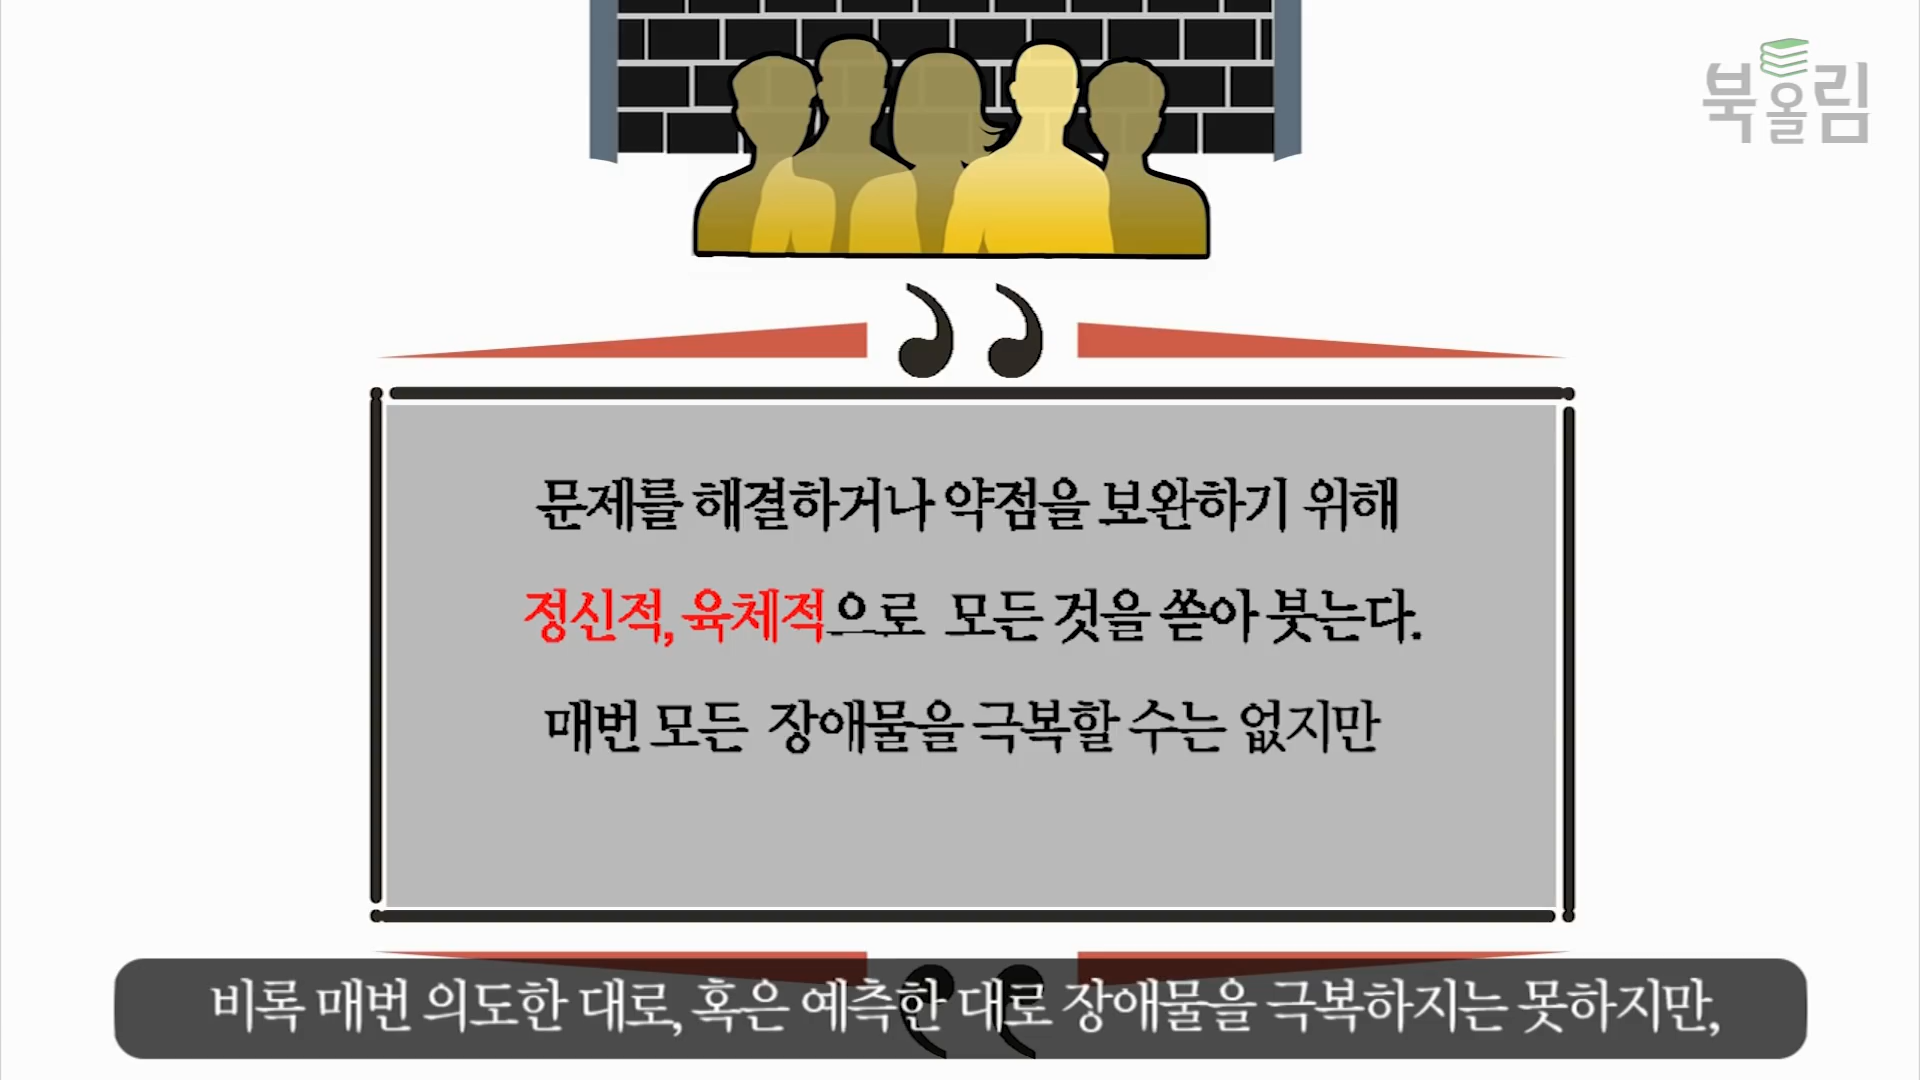 북올림
문제를 해결하거나 약점을 보완하기 위해
정신적, 육체적으로 모든 것을 쏟아 붓는다.
매번 모든 장애물을 극복할 수는 없지만
비록 매번 의도한 대로, 혹은 예측한 대로 장애물을 극복하지는 못하지만,